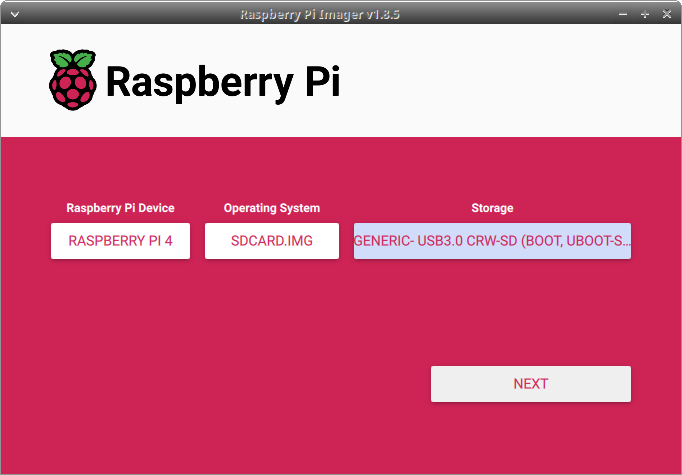 Raspberry Pi Imager v1.8.5
Raspberry Pi
Raspberry Pi Device
Operating System
Storage
RASPBERRY PI 4
SDCARD.IMG
GENERIC- USB3.0 CRW-SD (BOOT, UBOOT-S…
NEXT